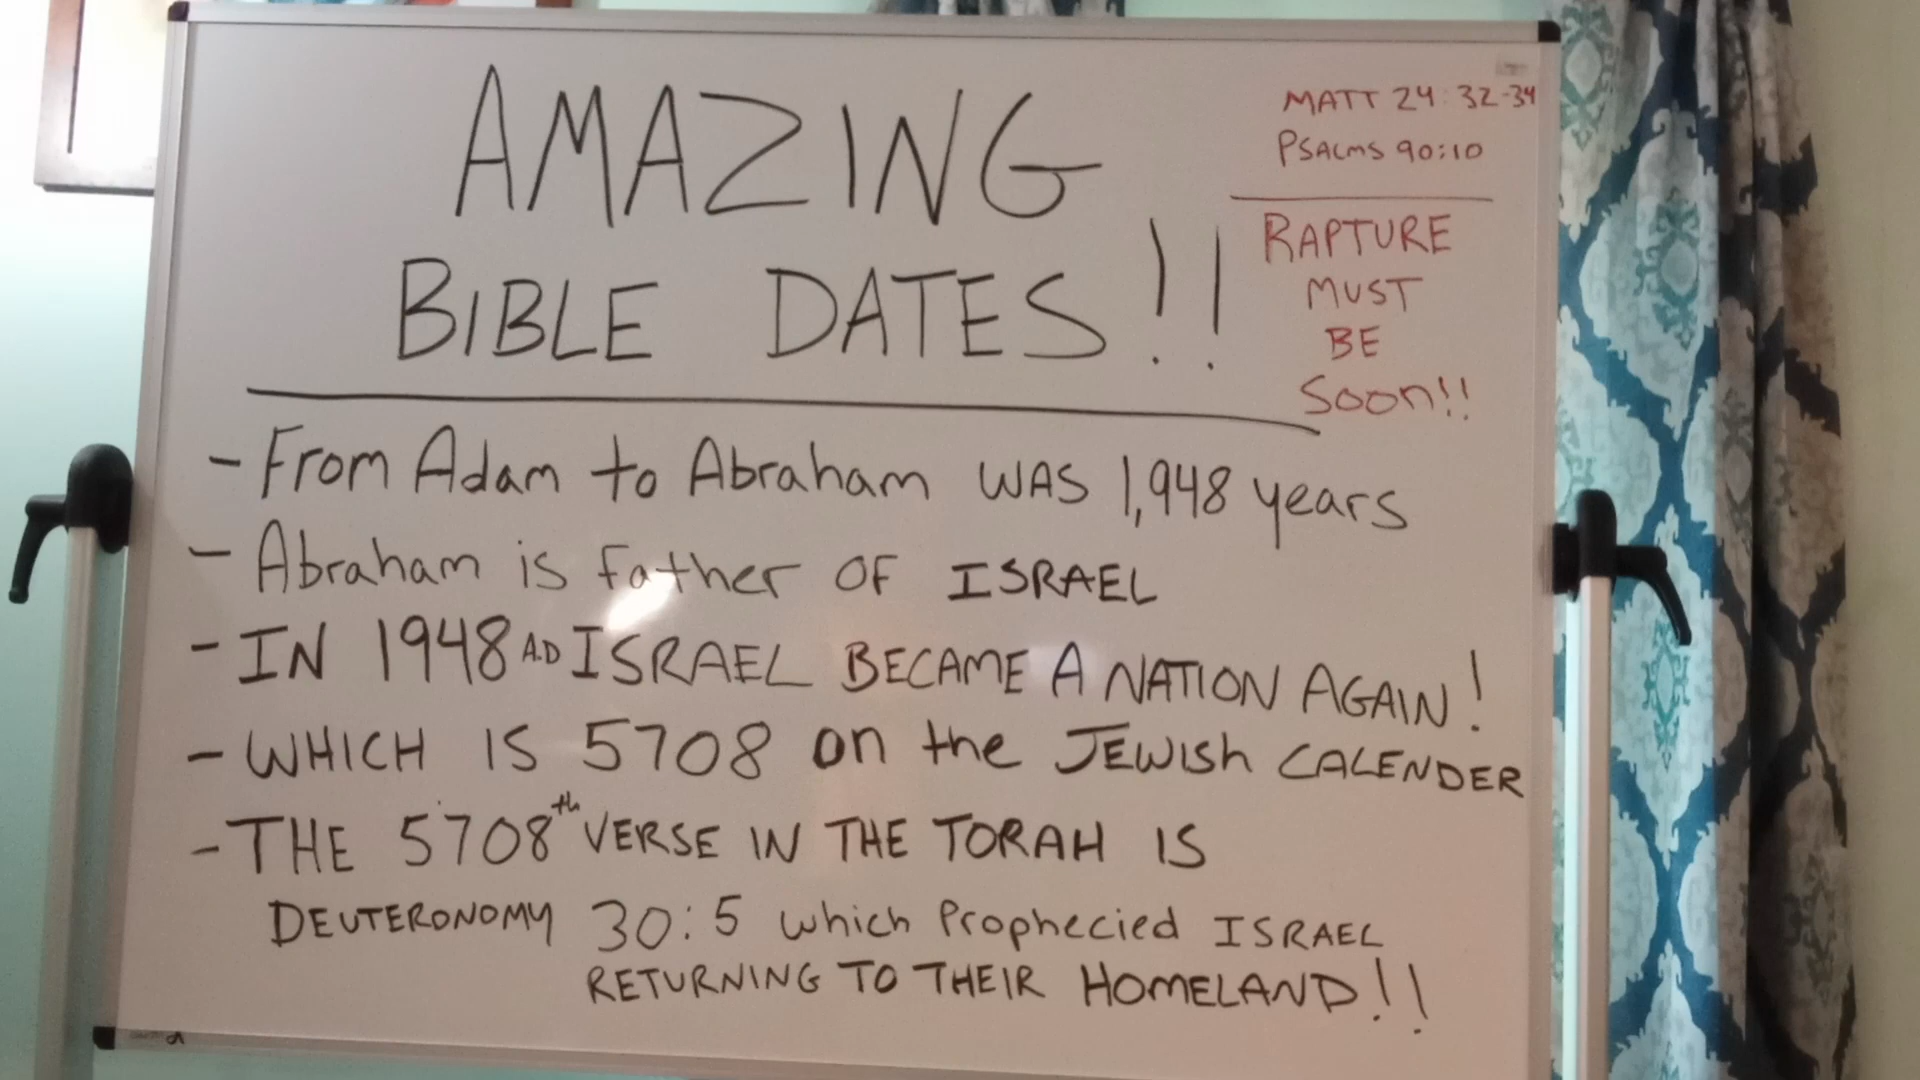 AMAZING
BIBLE DATES!!
MATT 24:32-34
PSALMS 90:10
RAPTURE
MUST
BE
SOON!!
- From Adam to Abraham WAS 1,948 years
- Abraham is father OF ISRAEL
- IN 1948 A.D ISRAEL BECAME A NATION AGAIN!
- WHICH IS 5708 on the JEWISH CALENDER
- THE 5708th VERSE IN THE TORAH IS
DEUTERONOMY 30:5 which Prophecied ISRAEL
RETURNING TO THEIR HOMELAND!!